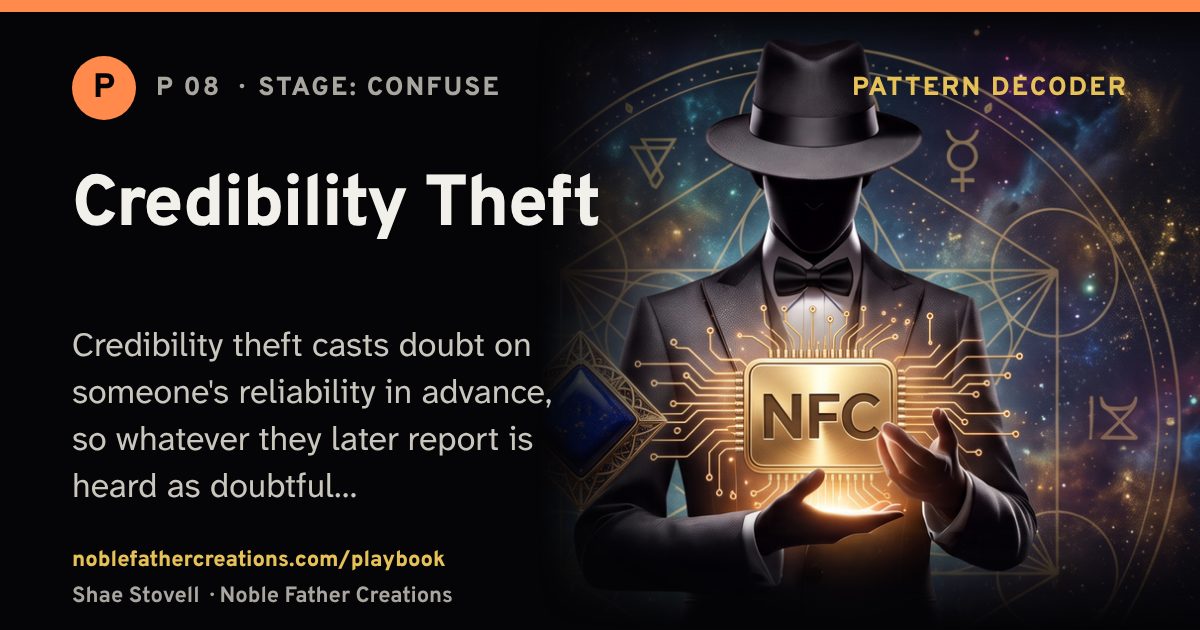 P
P 08 · STAGE: CONFUSE
PATTERN DECODER
Credibility Theft
Credibility theft casts doubt on
someone's reliability in advance,
so whatever they later report is
heard as doubtful...
noblefathercreations.com/playbook
Shae Stovell · Noble Father Creations
NFC